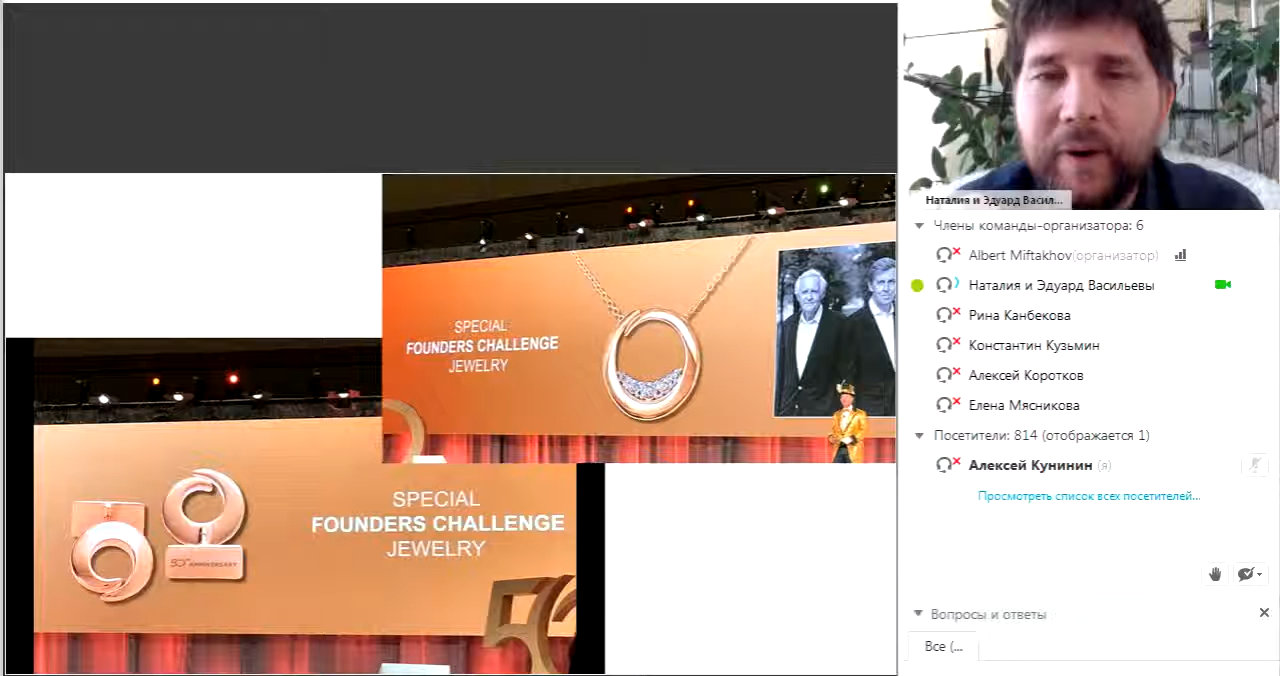 SPECIAL
FOUNDERS CHALLENGE
JEWELRY
50TH ANNIVERSARY
SPECIAL
FOUNDERS CHALLENGE
JEWELRY
50
Наталия и Эдуард Васил...
Члены команды-организатора: 6
Albert Miftakhov(организатор)
Наталия и Эдуард Васильевы
Рина Канбекова
Константин Кузьмин
Алексей Коротков
Елена Мясникова
Посетители: 814 (отображается 1)
Алексей Кунинин (я)
Просмотреть список всех посетителей...
Вопросы и ответы
Все (...